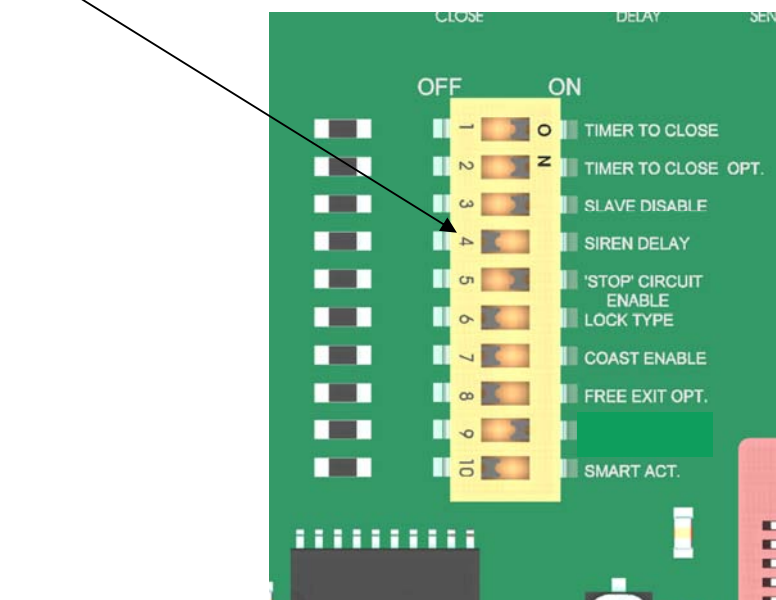 CLOSE DELAY
OFF ON
1 O TIMER TO CLOSE
2 N TIMER TO CLOSE OPT.
3 SLAVE DISABLE
4 SIREN DELAY
5 'STOP' CIRCUIT
ENABLE
6 LOCK TYPE
7 COAST ENABLE
8 FREE EXIT OPT.
9
10 SMART ACT.